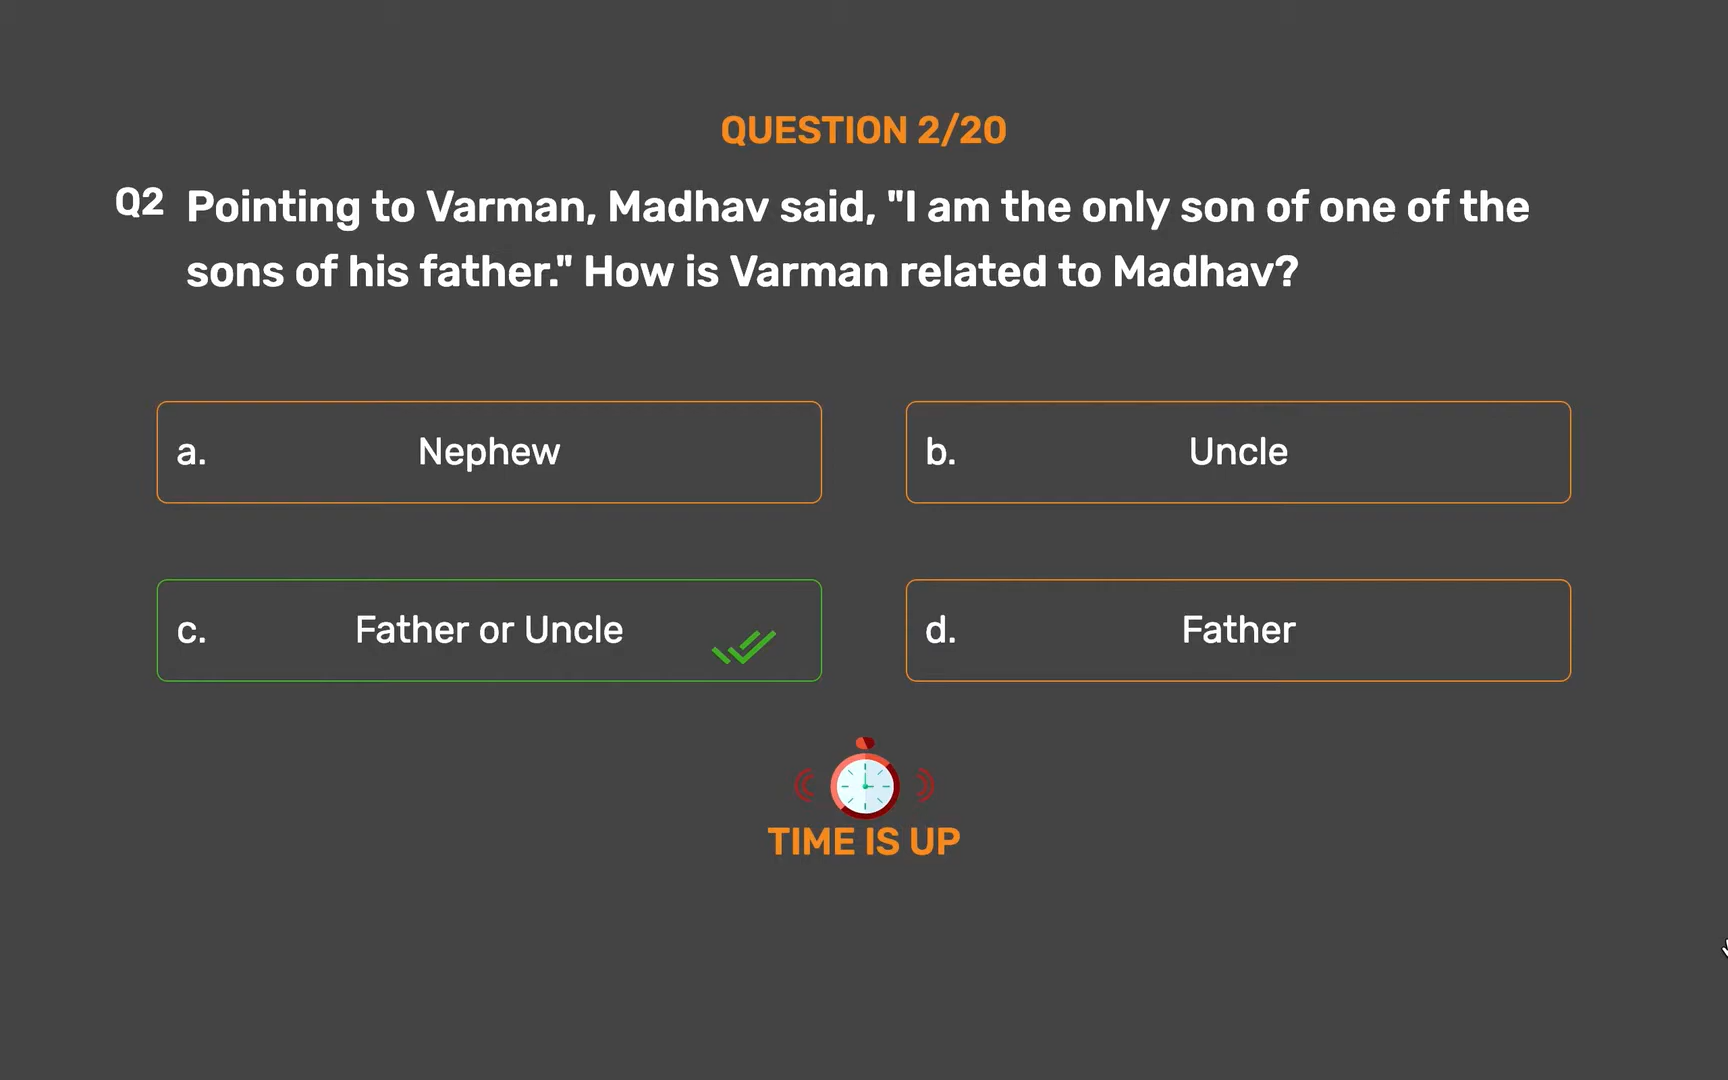 QUESTION 2/20
Q2 Pointing to Varman, Madhav said, "I am the only son of one of the
sons of his father." How is Varman related to Madhav?
a. Nephew
b. Uncle
c. Father or Uncle
d. Father
TIME IS UP